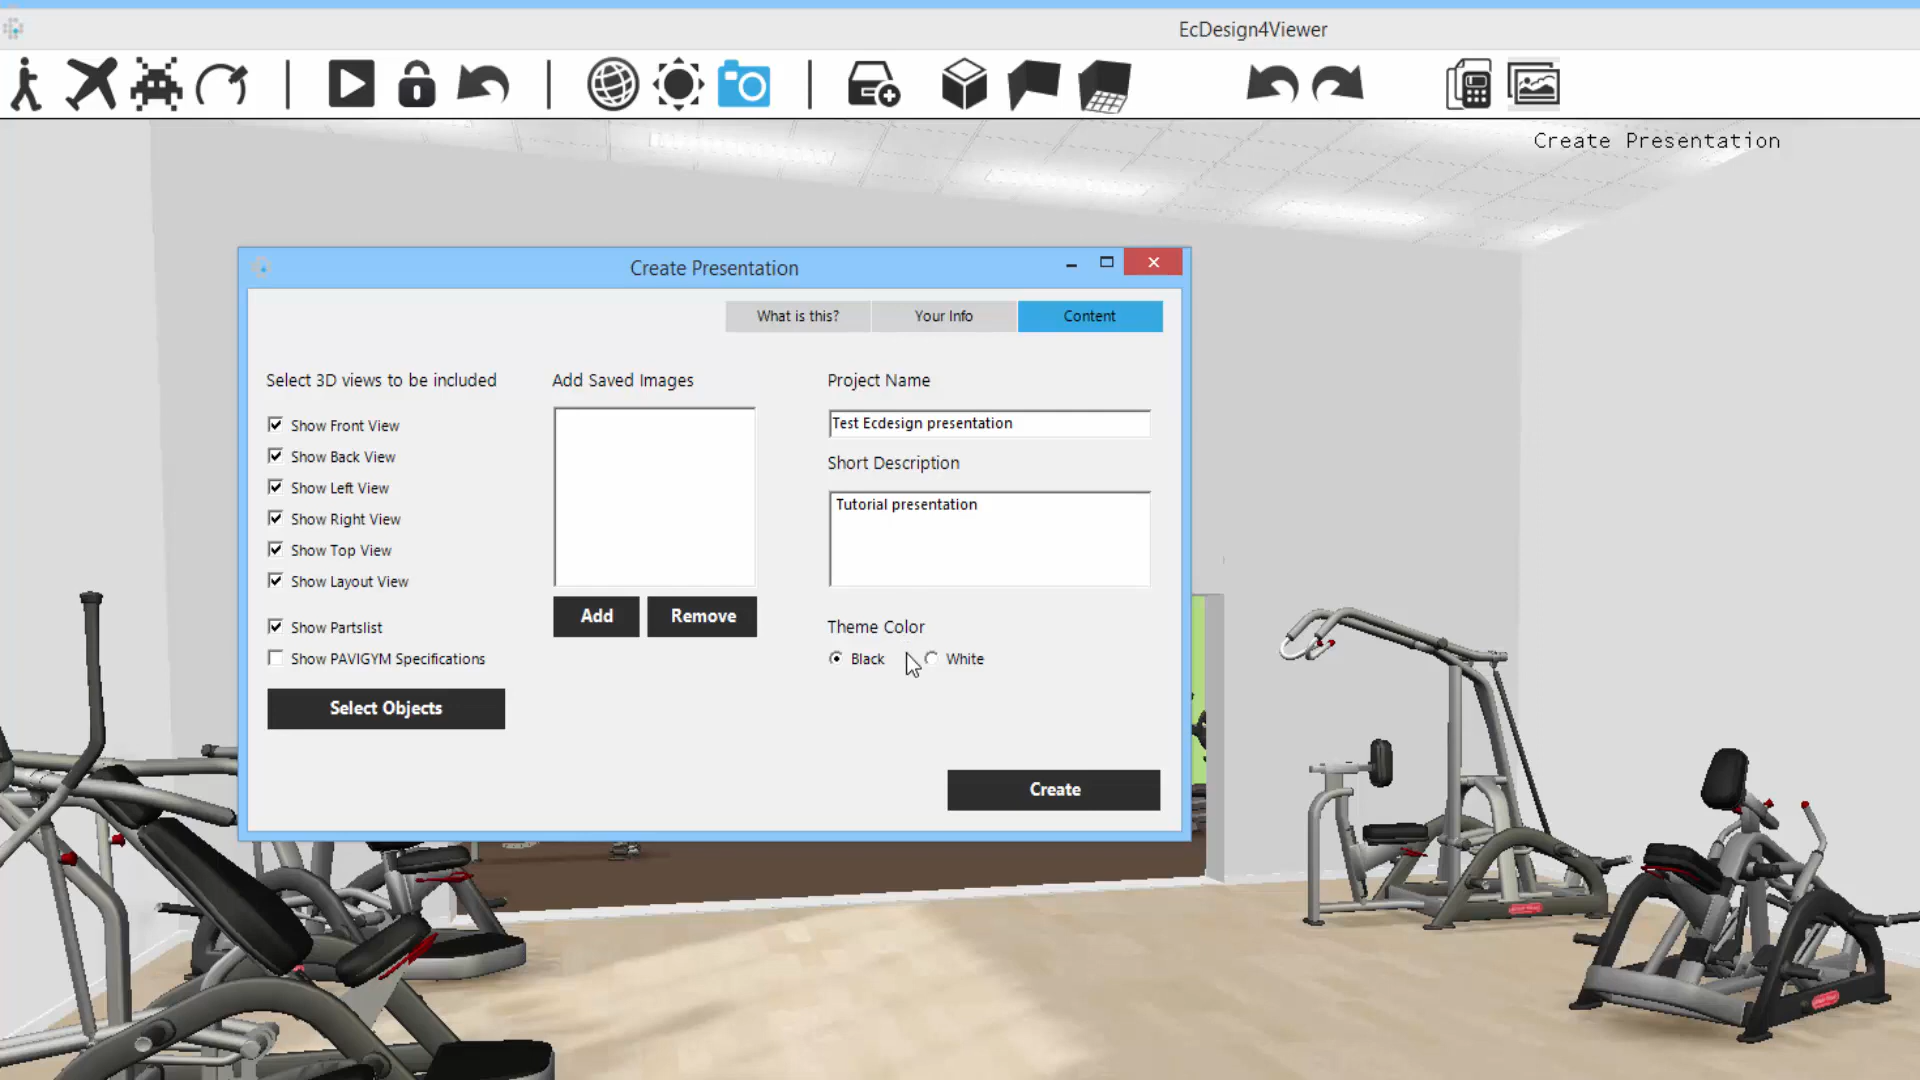 EcDesign4Viewer
Create Presentation
Create Presentation
What is this?
Your Info
Content
Select 3D views to be included
Show Front View
Show Back View
Show Left View
Show Right View
Show Top View
Show Layout View
Show Partslist
Show PAVIGYM Specifications
Select Objects
Add Saved Images
Add
Remove
Project Name
Test Ecdesign presentation
Short Description
Tutorial presentation
Theme Color
Black
White
Create